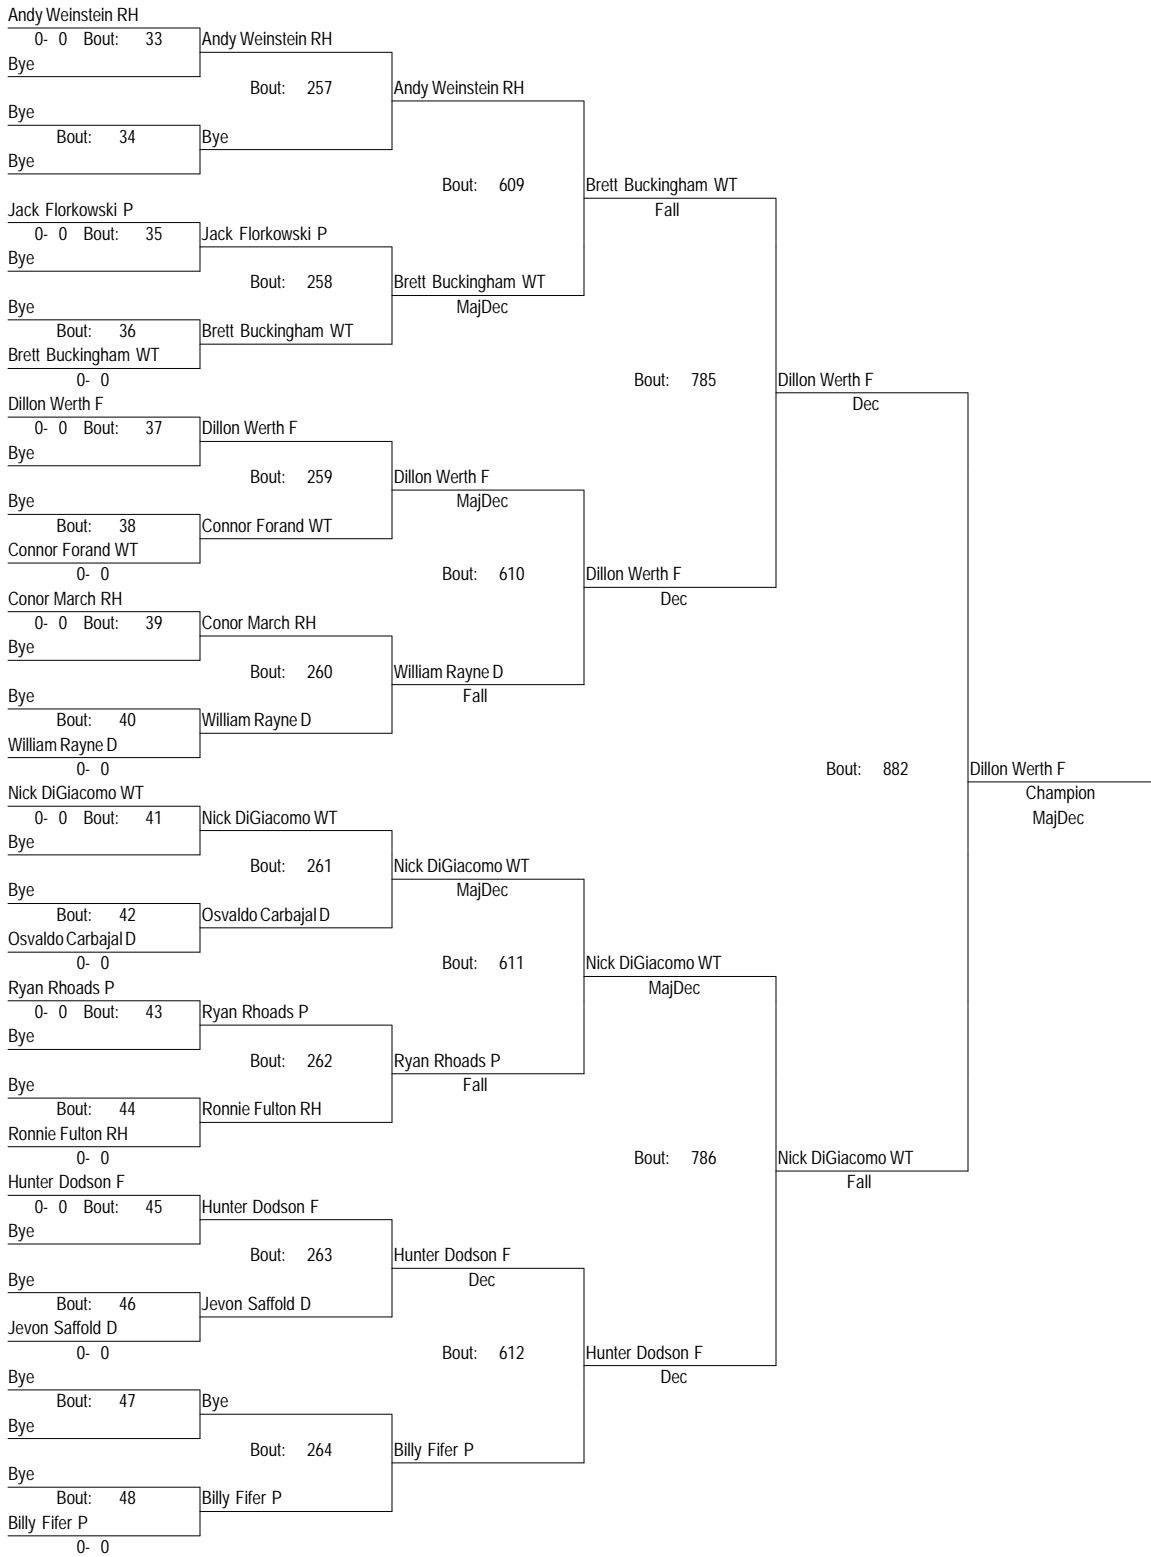 Andy Weinstein RH
0- 0 Bout: 33 Andy Weinstein RH
Bye
Bout: 257 Andy Weinstein RH
Bye
Bout: 34 Bye
Bye
Bout: 609 Brett Buckingham WT
Jack Florkowski P Fall
0- 0 Bout: 35 Jack Florkowski P
Bye
Bout: 258 Brett Buckingham WT
Bye MajDec
Bout: 36 Brett Buckingham WT
Brett Buckingham WT
0- 0 Bout: 785 Dillon Werth F
Dillon Werth F Dec
0- 0 Bout: 37 Dillon Werth F
Bye
Bout: 259 Dillon Werth F
Bye MajDec
Bout: 38 Connor Forand WT
Connor Forand WT
0- 0 Bout: 610 Dillon Werth F
Conor March RH Dec
0- 0 Bout: 39 Conor March RH
Bye
Bout: 260 William Rayne D
Bye Fall
Bout: 40 William Rayne D
William Rayne D
0- 0 Bout: 882 Dillon Werth F
Nick DiGiacomo WT Champion
0- 0 Bout: 41 Nick DiGiacomo WT MajDec
Bye
Bout: 261 Nick DiGiacomo WT
Bye MajDec
Bout: 42 Osvaldo Carbajal D
Osvaldo Carbajal D
0- 0 Bout: 611 Nick DiGiacomo WT
Ryan Rhoads P MajDec
0- 0 Bout: 43 Ryan Rhoads P
Bye
Bout: 262 Ryan Rhoads P
Bye Fall
Bout: 44 Ronnie Fulton RH
Ronnie Fulton RH
0- 0 Bout: 786 Nick DiGiacomo WT
Hunter Dodson F Fall
0- 0 Bout: 45 Hunter Dodson F
Bye
Bout: 263 Hunter Dodson F
Bye Dec
Bout: 46 Jevon Saffold D
Jevon Saffold D
0- 0 Bout: 612 Hunter Dodson F
Bye Dec
Bout: 47 Bye
Bye
Bout: 264 Billy Fifer P
Bye
Bout: 48 Billy Fifer P
Billy Fifer P
0- 0